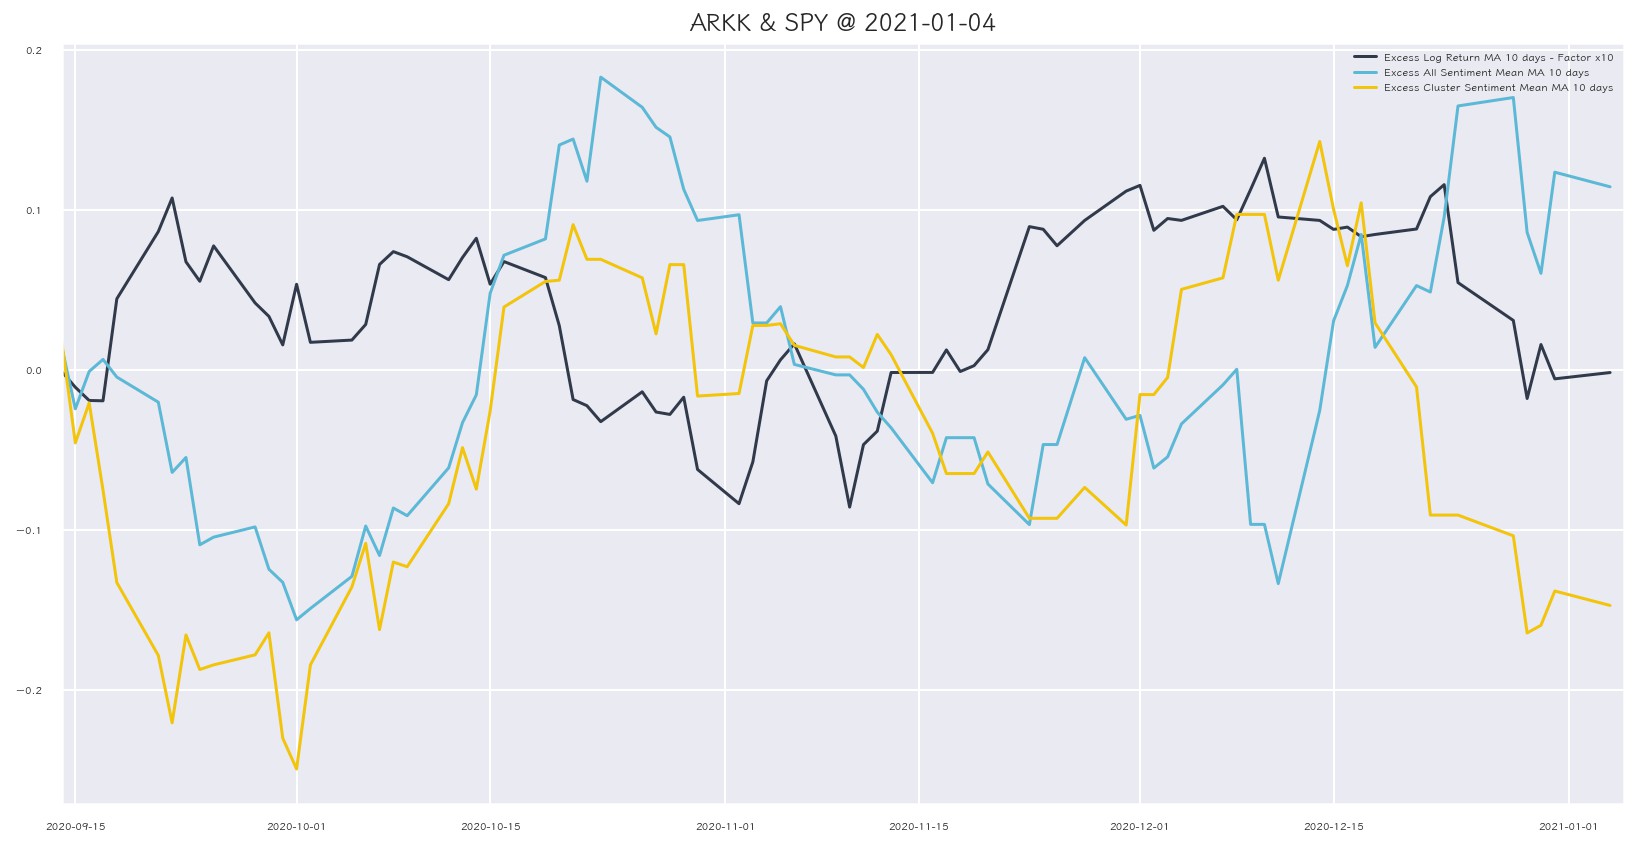 ARKK & SPY @ 2021-01-04
0.2
0.1
0.0
−0.1
−0.2
Excess Log Return MA 10 days - Factor x10
Excess All Sentiment Mean MA 10 days
Excess Cluster Sentiment Mean MA 10 days
2020-09-15 2020-10-01 2020-10-15 2020-11-01 2020-11-15 2020-12-01 2020-12-15 2021-01-01